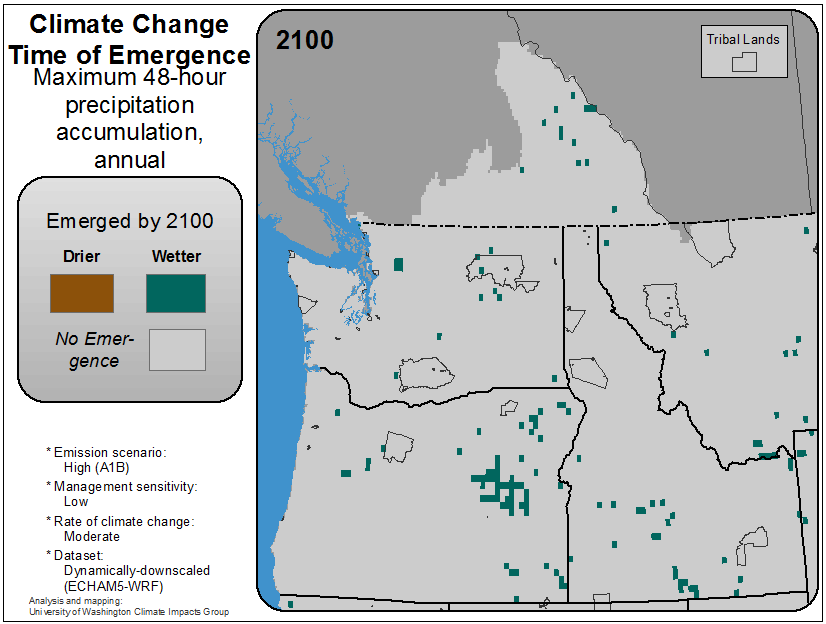 Climate Change
Time of Emergence
Maximum 48-hour
precipitation
accumulation,
annual
2100
Tribal Lands
Emerged by 2100
Drier Wetter
No Emer-
gence
* Emission scenario:
High (A1B)
* Management sensitivity:
Low
* Rate of climate change:
Moderate
* Dataset:
Dynamically-downscaled
(ECHAM5-WRF)
Analysis and mapping:
University of Washington Climate Impacts Group